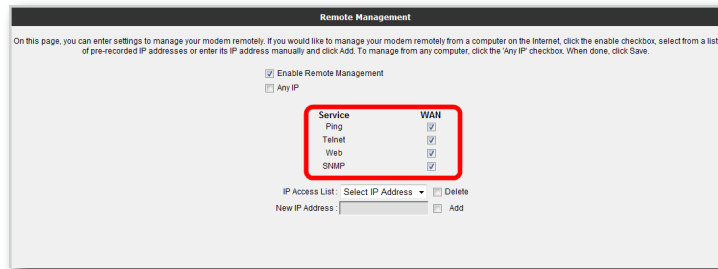 Remote Management
On this page, you can enter settings to manage your modem remotely. If you would like to manage your modem remotely from a computer on the Internet, click the enable checkbox, select from a list
of pre-recorded IP addresses or enter its IP address manually and click Add. To manage from any computer, click the 'Any IP' checkbox. When done, click Save.
Enable Remote Management
Any IP
Service WAN
Ping
Telnet
Web
SNMP
IP Access List : Select IP Address Delete
New IP Address : Add